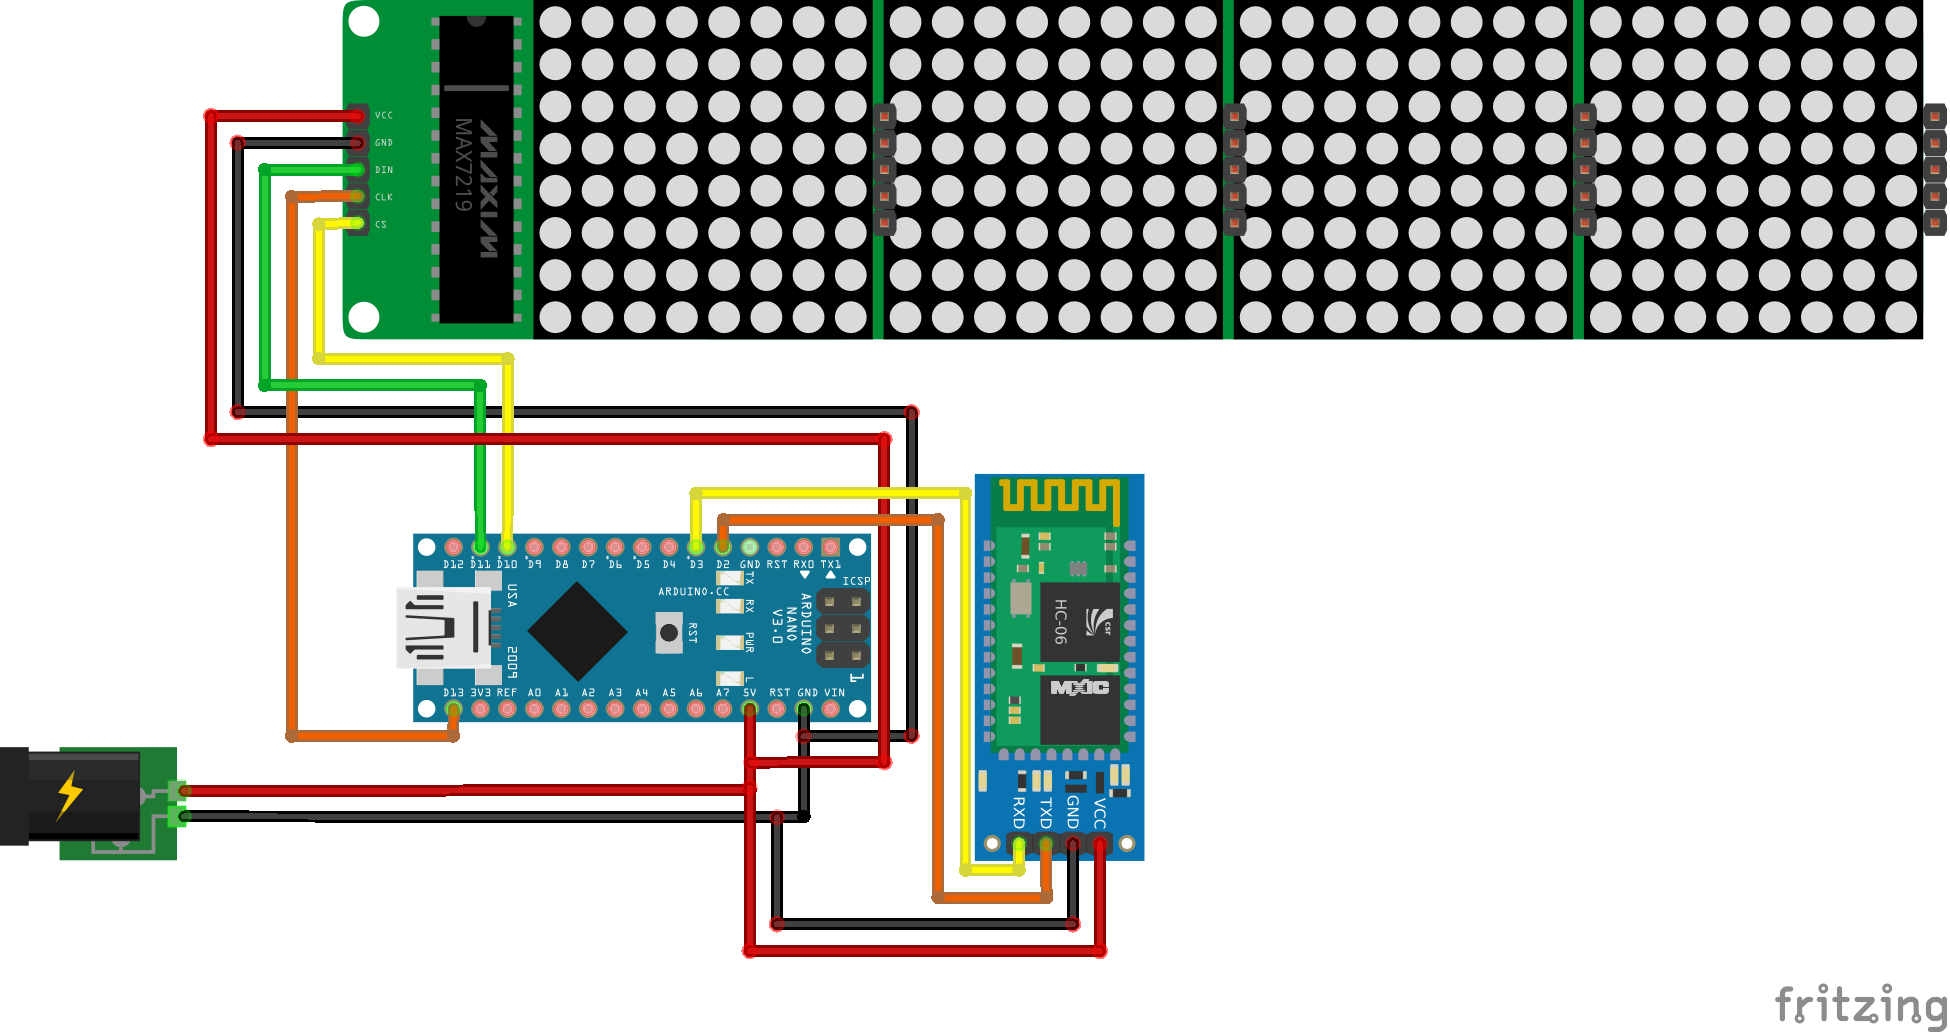 VCC
GND
DIN
CLK
CS
MAX7219
MAXIM
D12 D11 D10 D9 D8 D7 D6 D5 D4 D3 D2 GND RST RX0 TX1
TX
RX
PWR
L
ARDUINO.CC
RST
ARDUINO
NANO
V3.0
ICSP
1
USA
2009
D13 3V3 REF A0 A1 A2 A3 A4 A5 A6 A7 5V RST GND VIN
HC-06
csr
MXIC
RXD TXD GND VCC
fritzing